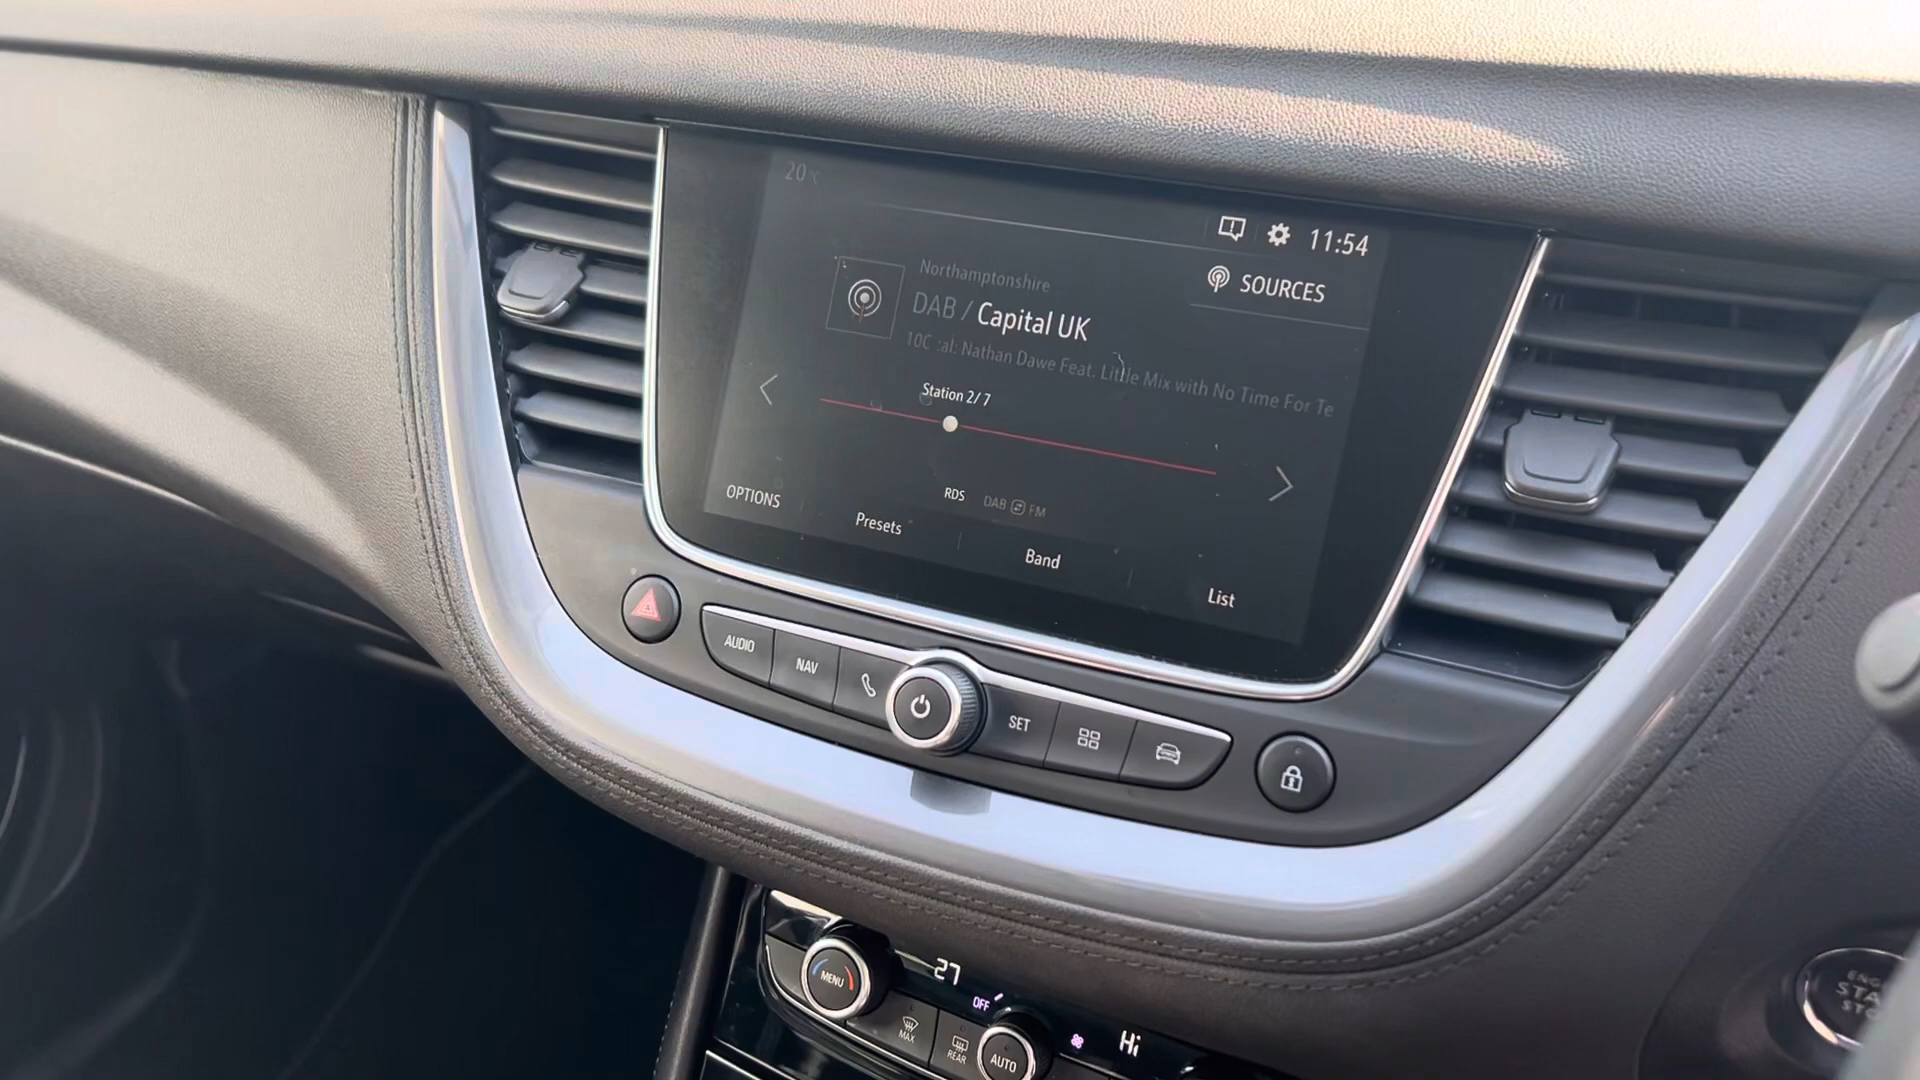 20°C
11:54
SOURCES
Northamptonshire
DAB / Capital UK
Nathan Dawe Feat. Little Mix with No Time For Te
Station 2/7
RDS DAB FM
OPTIONS
Presets
Band
List
AUDIO
NAV
SET
27
MENU
OFF
MAX
REAR
AUTO
Hi